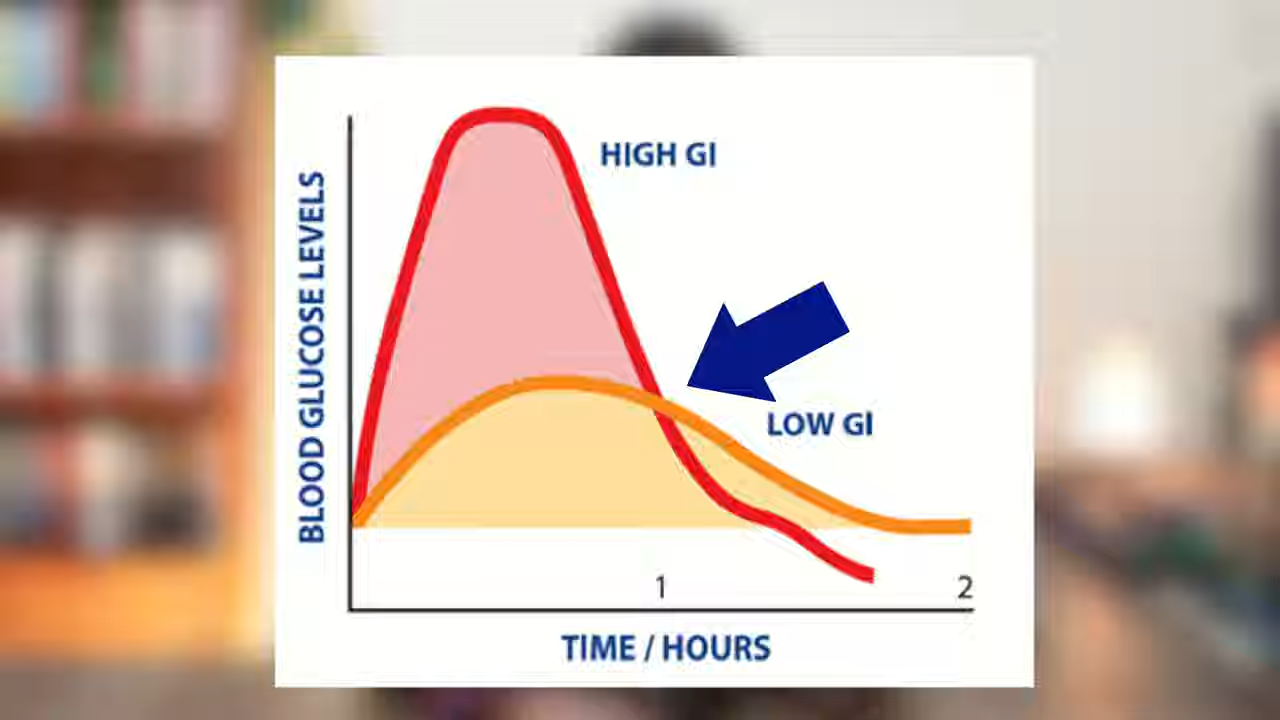 HIGH GI
BLOOD GLUCOSE LEVELS
LOW GI
1
2
TIME / HOURS